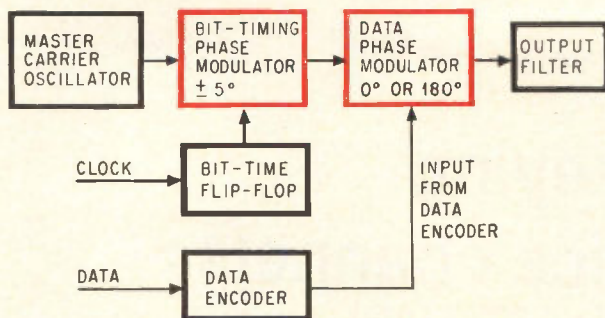 MASTER
CARRIER
OSCILLATOR
BIT-TIMING
PHASE
MODULATOR
± 5°
DATA
PHASE
MODULATOR
0° OR 180°
OUTPUT
FILTER
CLOCK
BIT-TIME
FLIP-FLOP
INPUT
FROM
DATA
ENCODER
DATA
DATA
ENCODER